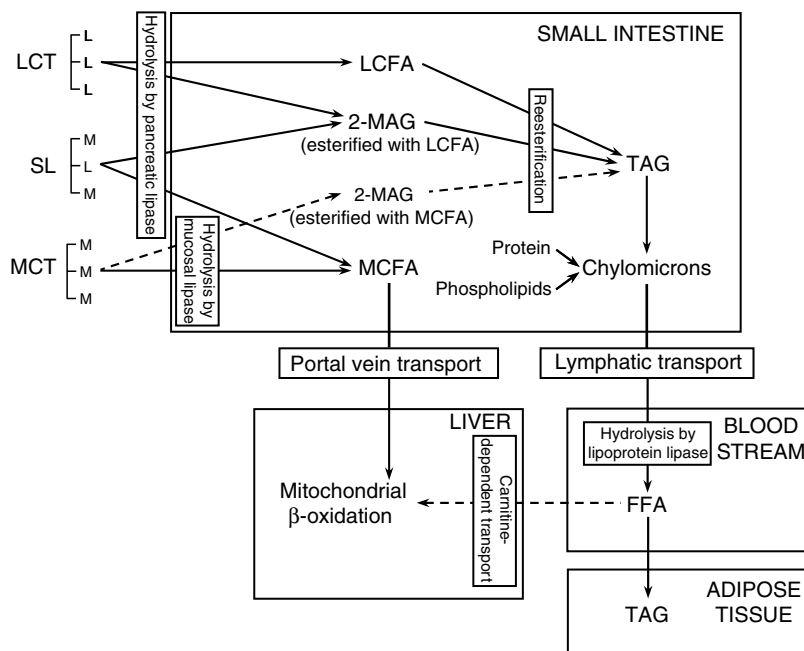 SMALL INTESTINE
LCT
L
L
L
SL
M
L
M
MCT
M
M
M
Hydrolysis by pancreatic lipase
Hydrolysis by
mucosal lipase
LCFA
2-MAG
(esterified with LCFA)
2-MAG
(esterified with MCFA)
MCFA
Reesterification
TAG
Protein
Phospholipids
Chylomicrons
Portal vein transport
Lymphatic transport
LIVER
Mitochondrial
β-oxidation
Carnitine-
dependent transport
BLOOD
STREAM
Hydrolysis by
lipoprotein lipase
FFA
ADIPOSE
TISSUE
TAG